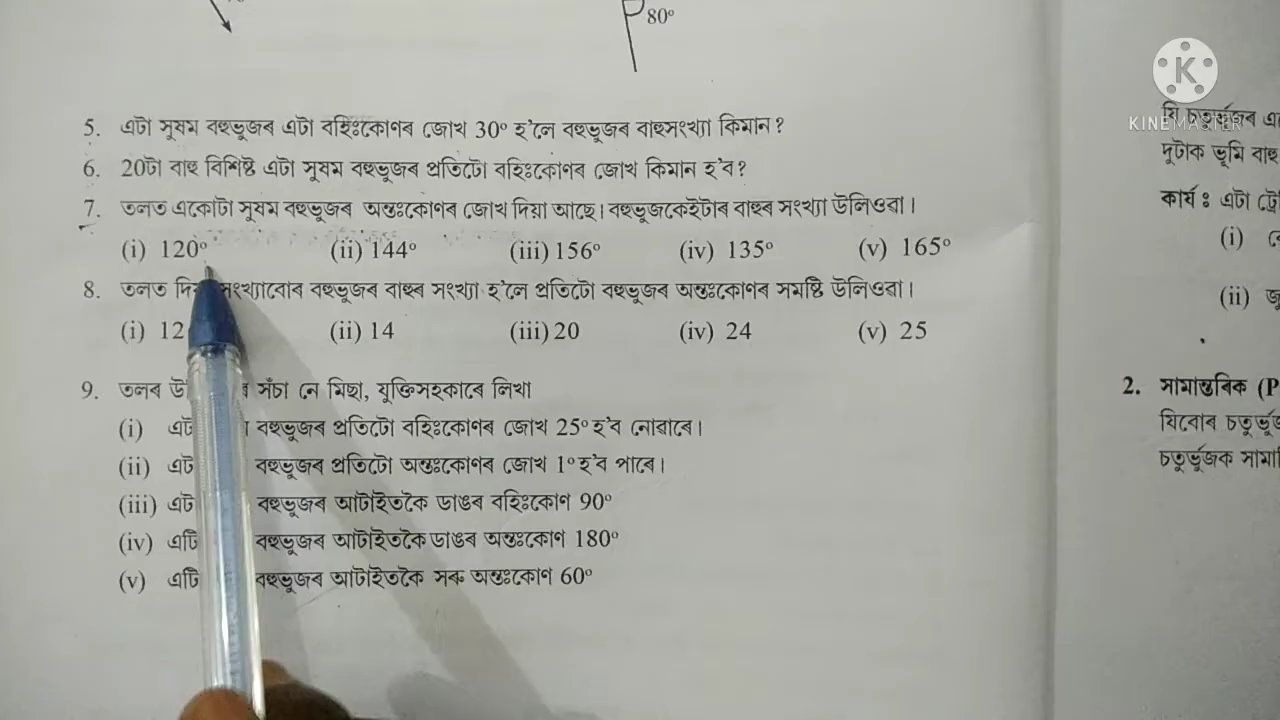 80°
KINEMASTER
5. এটা সুষম বহুভুজৰ এটা বহিঃকোণৰ জোখ 30° হ'লে বহুভুজৰ বাহুসংখ্যা কিমান?
6. 20টা বাহু বিশিষ্ট এটা সুষম বহুভুজৰ প্ৰতিটো বহিঃকোণৰ জোখ কিমান হ'ব?
7. তলত একোটা সুষম বহুভুজৰ অন্তঃকোণৰ জোখ দিয়া আছে। বহুভুজকেইটাৰ বাহুৰ সংখ্যা উলিওৱা।
(i) 120° (ii) 144° (iii) 156° (iv) 135° (v) 165°
8. তলত সংখ্যাবোৰ বহুভুজৰ বাহুৰ সংখ্যা হ'লে প্ৰতিটো বহুভুজৰ অন্তঃকোণৰ সমষ্টি উলিওৱা।
(i) 12 (ii) 14 (iii) 20 (iv) 24 (v) 25
9. তলৰ সঁচা নে মিছা, যুক্তিসহকাৰে লিখা
(i) বহুভুজৰ প্ৰতিটো বহিঃকোণৰ জোখ 25° হ'ব নোৱাৰে।
(ii) বহুভুজৰ প্ৰতিটো অন্তঃকোণৰ জোখ 1° হ'ব পাৰে।
(iii) বহুভুজৰ আটাইতকৈ ডাঙৰ বহিঃকোণ 90°
(iv) বহুভুজৰ আটাইতকৈ ডাঙৰ অন্তঃকোণ 180°
(v) বহুভুজৰ আটাইতকৈ সৰু অন্তঃকোণ 60°
যি চতুৰ্ভুজৰ
দুটাক ভূমি বাহু
কাৰ্য : এটা
(i)
(ii)
2. সামান্তৰিক (P
যিবোৰ
চতুৰ্ভুজক